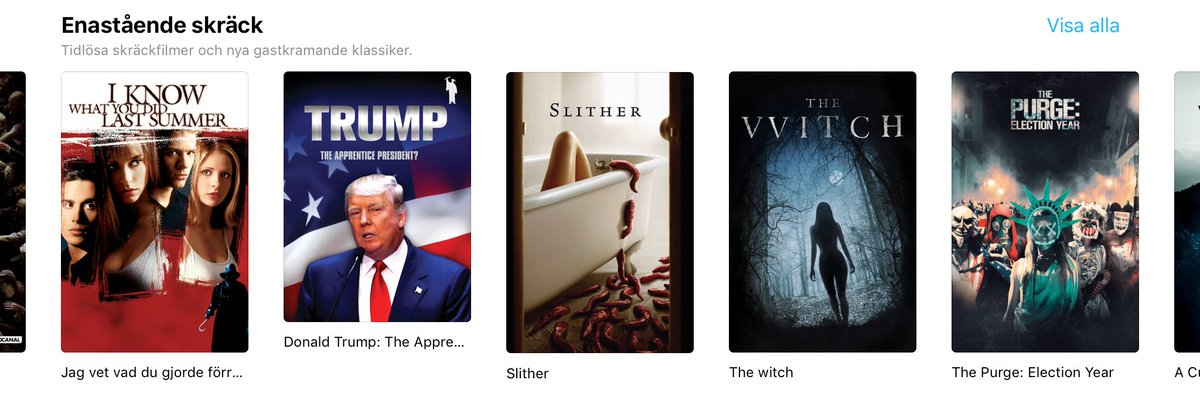 Enastående skräck
Visa alla
Tidlösa skräckfilmer och nya gastkramande klassiker.
OCANAL
I KNOW
WHAT YOU DID
LAST SUMMER
Jag vet vad du gjorde förr...
TRUMP
THE APPRENTICE PRESIDENT?
Donald Trump: The Appre...
SLITHER
Slither
THE
VVITCH
The witch
THE
PURGE:
ELECTION YEAR
The Purge: Election Year
A Cu